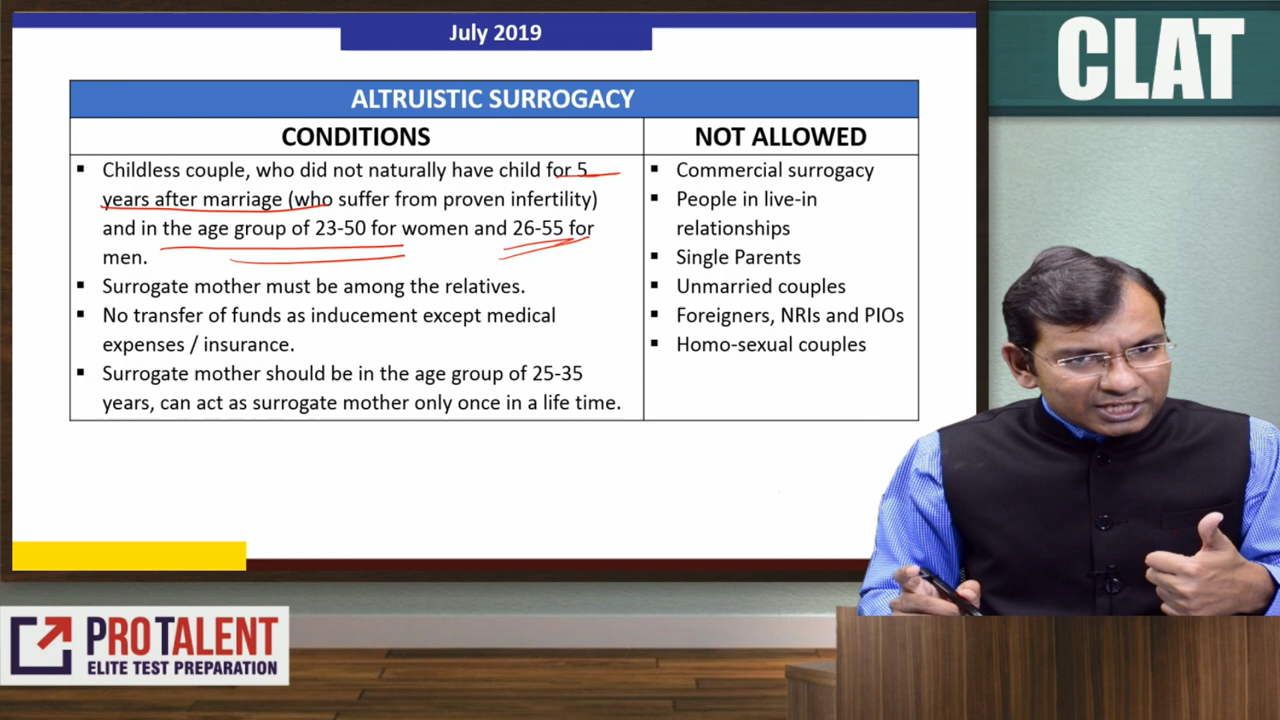 July 2019
CLAT
ALTRUISTIC SURROGACY
CONDITIONS
NOT ALLOWED
▪ Childless couple, who did not naturally have child for 5
years after marriage (who suffer from proven infertility)
and in the age group of 23-50 for women and 26-55 for
men.
▪ Surrogate mother must be among the relatives.
▪ No transfer of funds as inducement except medical
expenses / insurance.
▪ Surrogate mother should be in the age group of 25-35
years, can act as surrogate mother only once in a life time.
▪ Commercial surrogacy
▪ People in live-in
relationships
▪ Single Parents
▪ Unmarried couples
▪ Foreigners, NRIs and PIOs
▪ Homo-sexual couples
PROTALENT
ELITE TEST PREPARATION